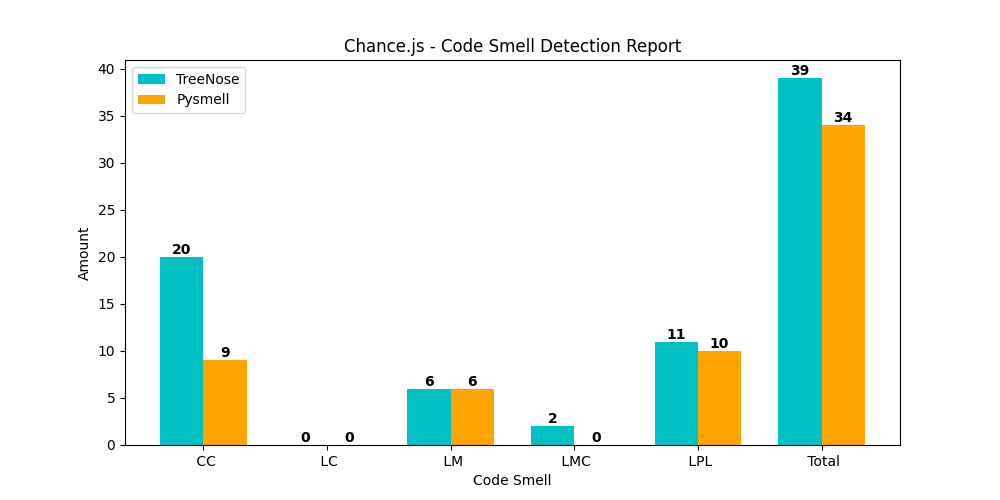 Chance.js - Code Smell Detection Report
TreeNose
Pysmell
Amount
40
35
30
25
20
15
10
5
0
20
9
0
0
6
6
2
0
11
10
39
34
CC
LC
LM
LMC
LPL
Total
Code Smell